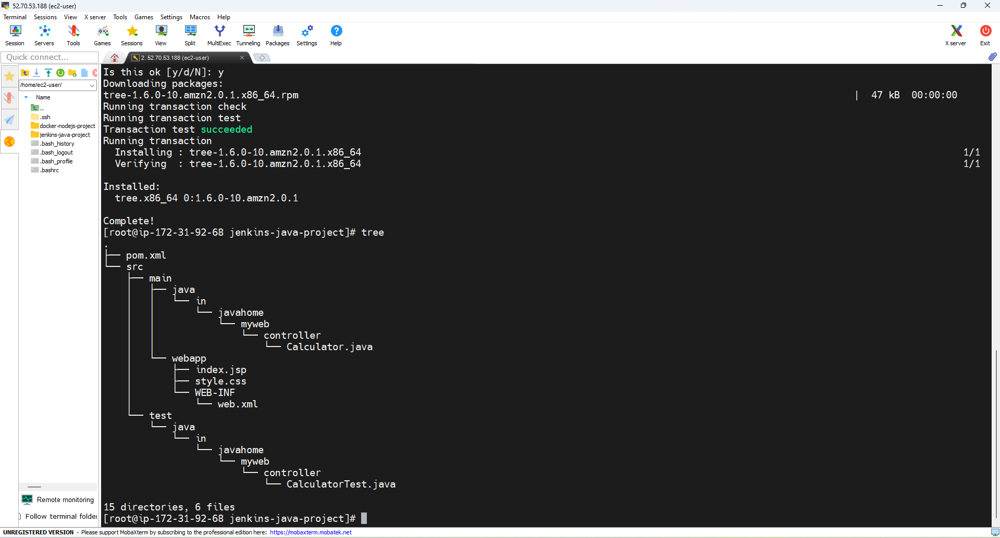 52.70.53.188 (ec2-user)
Terminal Sessions View X server Tools Games Settings Macros Help
Session Servers Tools Games Sessions View Split MultiExec Tunneling Packages Settings Help X server Exit
Quick connect...
2. 52.70.53.188 (ec2-user)
/home/ec2-user/
Name
..
.ssh
docker-nodejs-project
jenkins-java-project
.bash_history
.bash_logout
.bash_profile
.bashrc
Remote monitoring
Follow terminal folder
Is this ok [y/d/N]: y
Downloading packages:
tree-1.6.0-10.amzn2.0.1.x86_64.rpm | 47 kB 00:00:00
Running transaction check
Running transaction test
Transaction test succeeded
Running transaction
  Installing : tree-1.6.0-10.amzn2.0.1.x86_64 1/1
  Verifying  : tree-1.6.0-10.amzn2.0.1.x86_64 1/1
Installed:
  tree.x86_64 0:1.6.0-10.amzn2.0.1
Complete!
[root@ip-172-31-92-68 jenkins-java-project]# tree
.
├── pom.xml
└── src
    ├── main
    │   ├── java
    │   │   └── in
    │   │       └── javahome
    │   │           └── myweb
    │   │               └── controller
    │   │                   └── Calculator.java
    │   └── webapp
    │       ├── index.jsp
    │       ├── style.css
    │       └── WEB-INF
    │           └── web.xml
    └── test
        └── java
            └── in
                └── javahome
                    └── myweb
                        └── controller
                            └── CalculatorTest.java
15 directories, 6 files
[root@ip-172-31-92-68 jenkins-java-project]#
UNREGISTERED VERSION - Please support MobaXterm by subscribing to the professional edition here: https://mobaxterm.mobatek.net